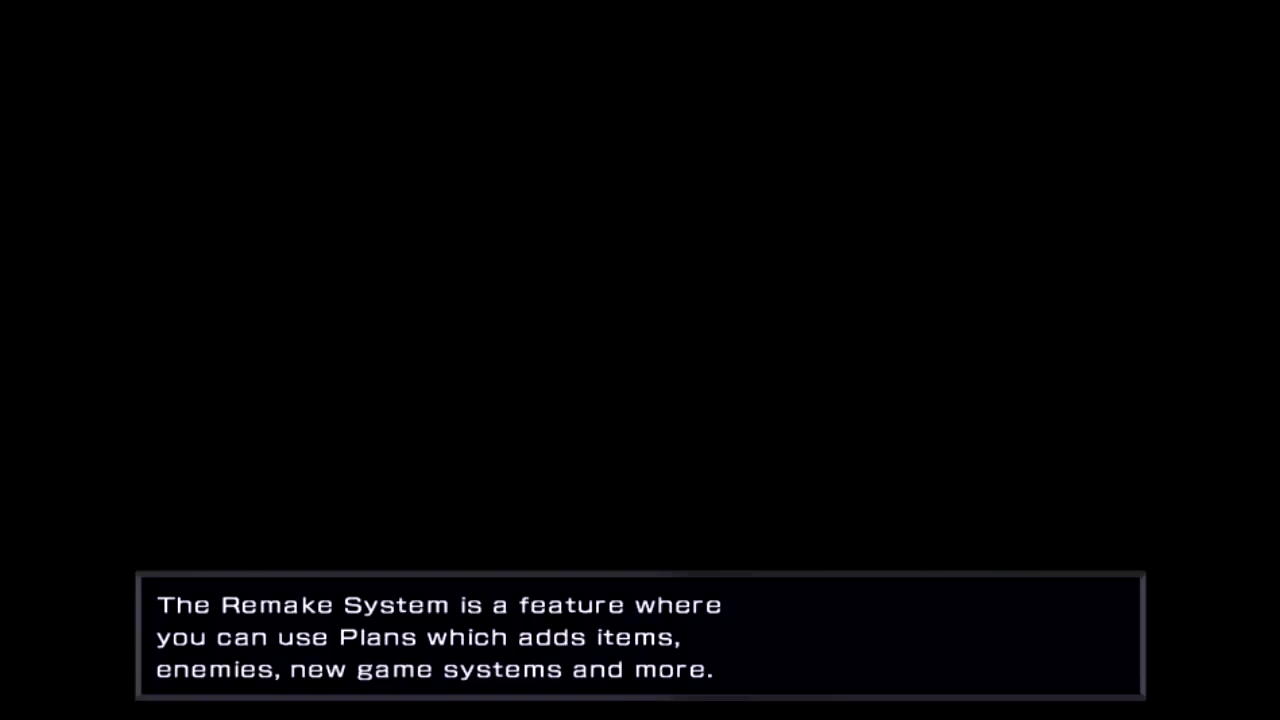 The Remake System is a feature where
you can use Plans which adds items,
enemies, new game systems and more.